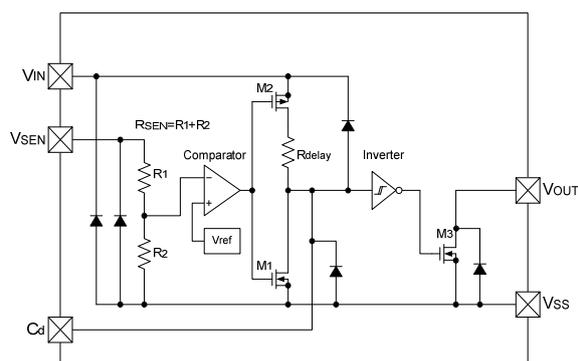 VIN
M2
VSEN
RSEN=R1+R2
Comparator
Rdelay
Inverter
R1
VOUT
Vref
M3
R2
M1
VSS
Cd